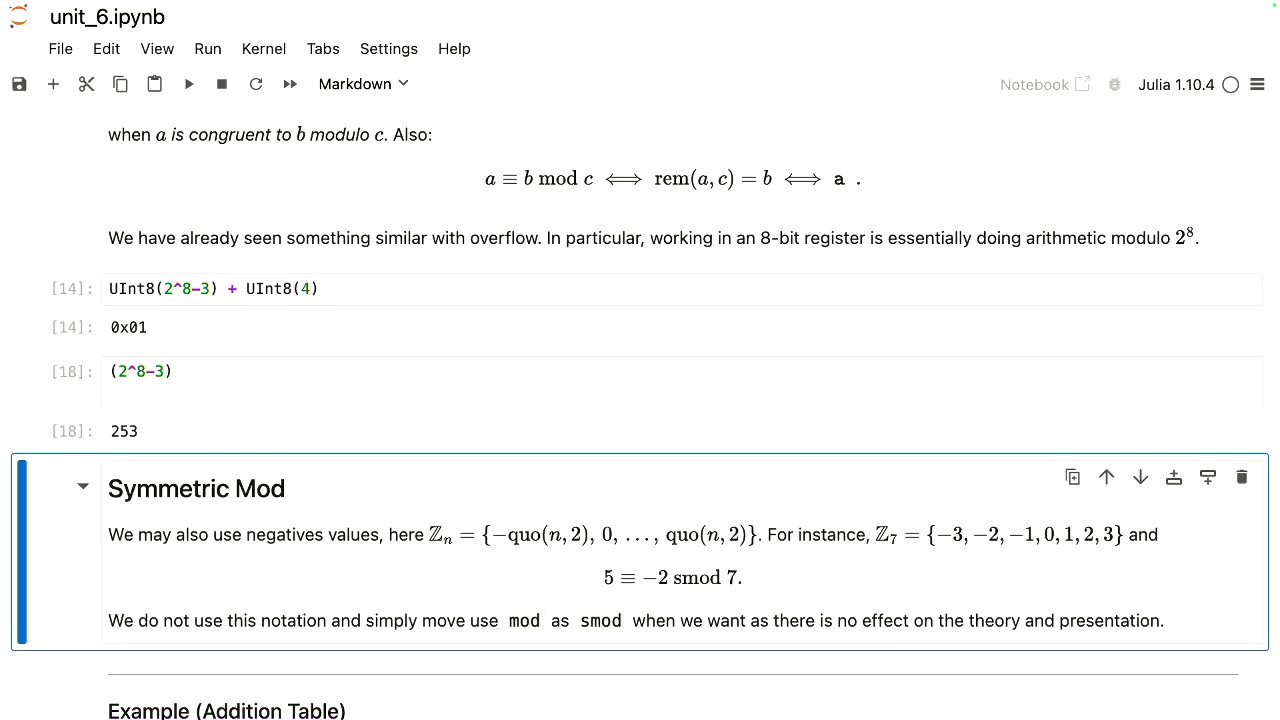 unit_6.ipynb
File Edit View Run Kernel Tabs Settings Help
Markdown
Notebook
Julia 1.10.4
when a is congruent to b modulo c. Also:
a ≡ b mod c ⟺ rem(a, c) = b ⟺ a .
We have already seen something similar with overflow. In particular, working in an 8-bit register is essentially doing arithmetic modulo 2⁸.
[14]: UInt8(2^8-3) + UInt8(4)
[14]: 0x01
[18]: (2^8-3)
[18]: 253
Symmetric Mod
We may also use negatives values, here ℤₙ = {−quo(n, 2), 0, …, quo(n, 2)}. For instance, ℤ₇ = {−3, −2, −1, 0, 1, 2, 3} and
5 ≡ −2 smod 7.
We do not use this notation and simply move use mod as smod when we want as there is no effect on the theory and presentation.
Example (Addition Table)